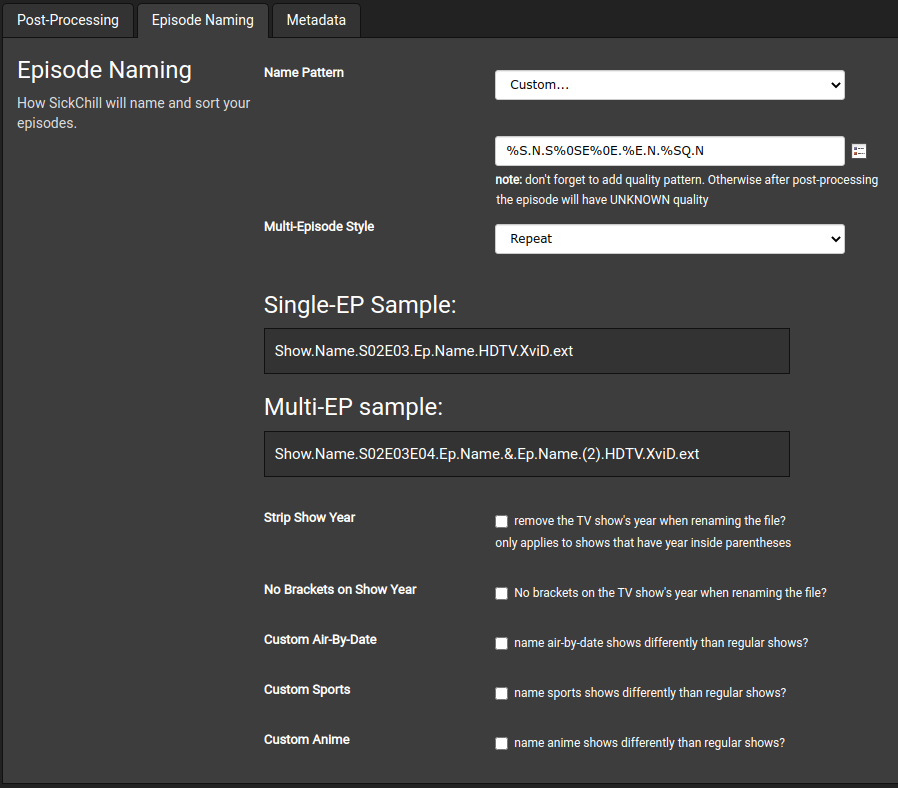 Post-Processing
Episode Naming
Metadata
Episode Naming
How SickChill will name and sort your
episodes.
Name Pattern
Custom...
%S.N.S%0SE%0E.%E.N.%SQ.N
note: don't forget to add quality pattern. Otherwise after post-processing
the episode will have UNKNOWN quality
Multi-Episode Style
Repeat
Single-EP Sample:
Show.Name.S02E03.Ep.Name.HDTV.XviD.ext
Multi-EP sample:
Show.Name.S02E03E04.Ep.Name.&.Ep.Name.(2).HDTV.XviD.ext
Strip Show Year
remove the TV show's year when renaming the file?
only applies to shows that have year inside parentheses
No Brackets on Show Year
No brackets on the TV show's year when renaming the file?
Custom Air-By-Date
name air-by-date shows differently than regular shows?
Custom Sports
name sports shows differently than regular shows?
Custom Anime
name anime shows differently than regular shows?